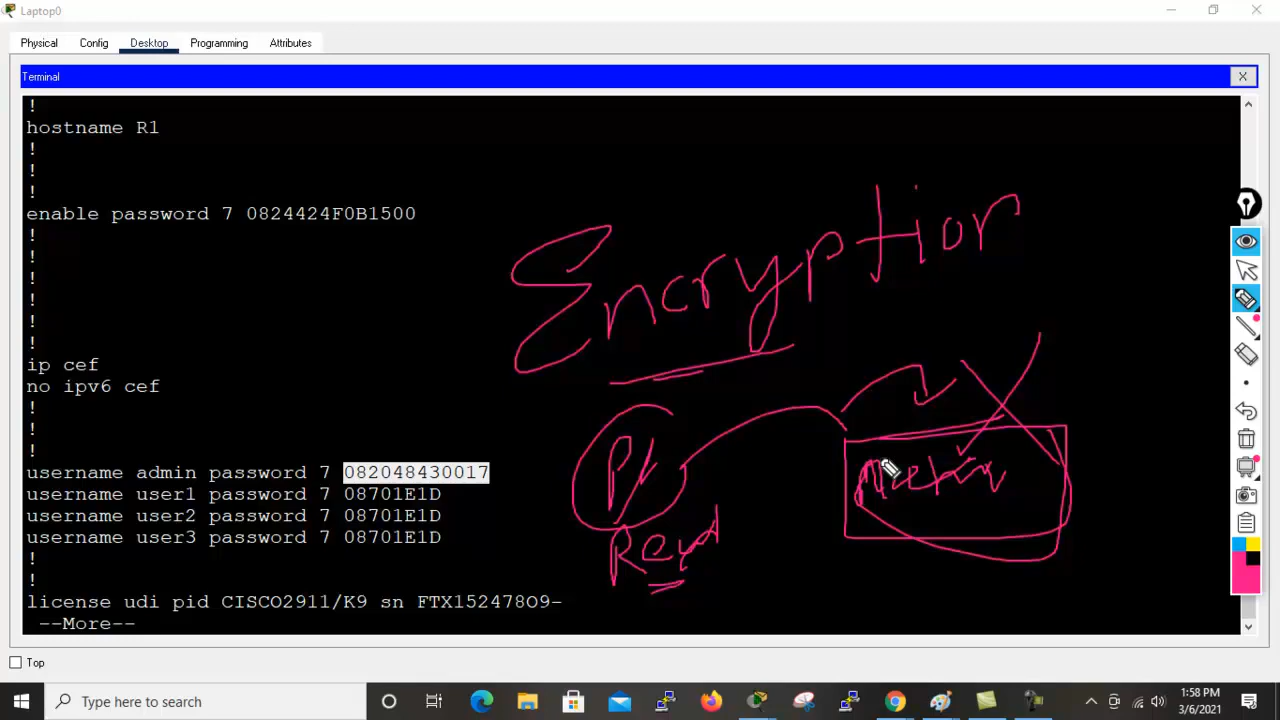 Laptop0
Physical Config Desktop Programming Attributes
Terminal X
!
hostname R1
!
!
!
enable password 7 0824424F0B1500
!
!
!
!
!
!
ip cef
no ipv6 cef
!
!
!
username admin password 7 082048430017
username user1 password 7 08701E1D
username user2 password 7 08701E1D
username user3 password 7 08701E1D
!
!
license udi pid CISCO2911/K9 sn FTX152478O9-
--More--
Encryption
Top
Type here to search
1:58 PM
3/6/2021